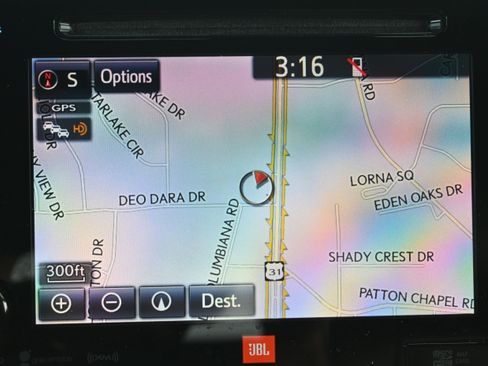 3:16
S
Options
N
GPS
LAKE DR
STARLAKE CIR
RD
VIEW DR
LORNA SQ
EDEN OAKS DR
DEO DARA DR
COLUMBIANA RD
SHADY CREST DR
31
300ft
TON DR
PATTON CHAPEL RD
Dest.
JBL